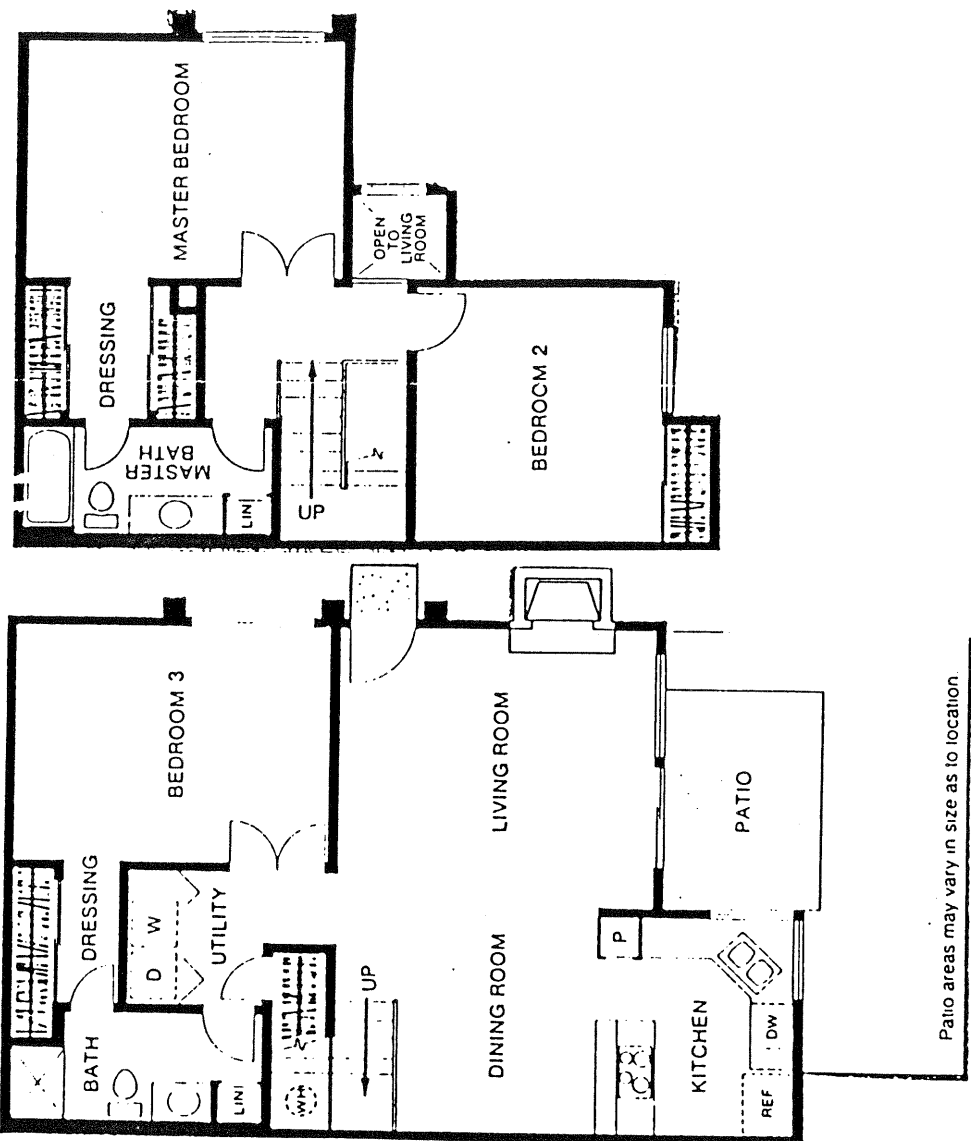 MASTER BEDROOM
OPEN
TO
LIVING
ROOM
DRESSING
MASTER
BATH
LIN
UP
BEDROCM 2
BEDROOM 3
DRESSING
D W
UTILITY
BATH
LIN
WH
UP
LIVING ROOM
DINING ROOM
PATIO
P
KITCHEN
DW
REF
Patio areas may vary in size as to location.